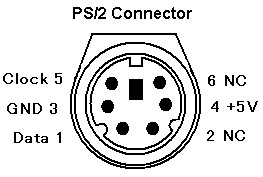 PS/2 Connector
Clock 5 6 NC
GND 3 4 +5V
Data 1 2 NC